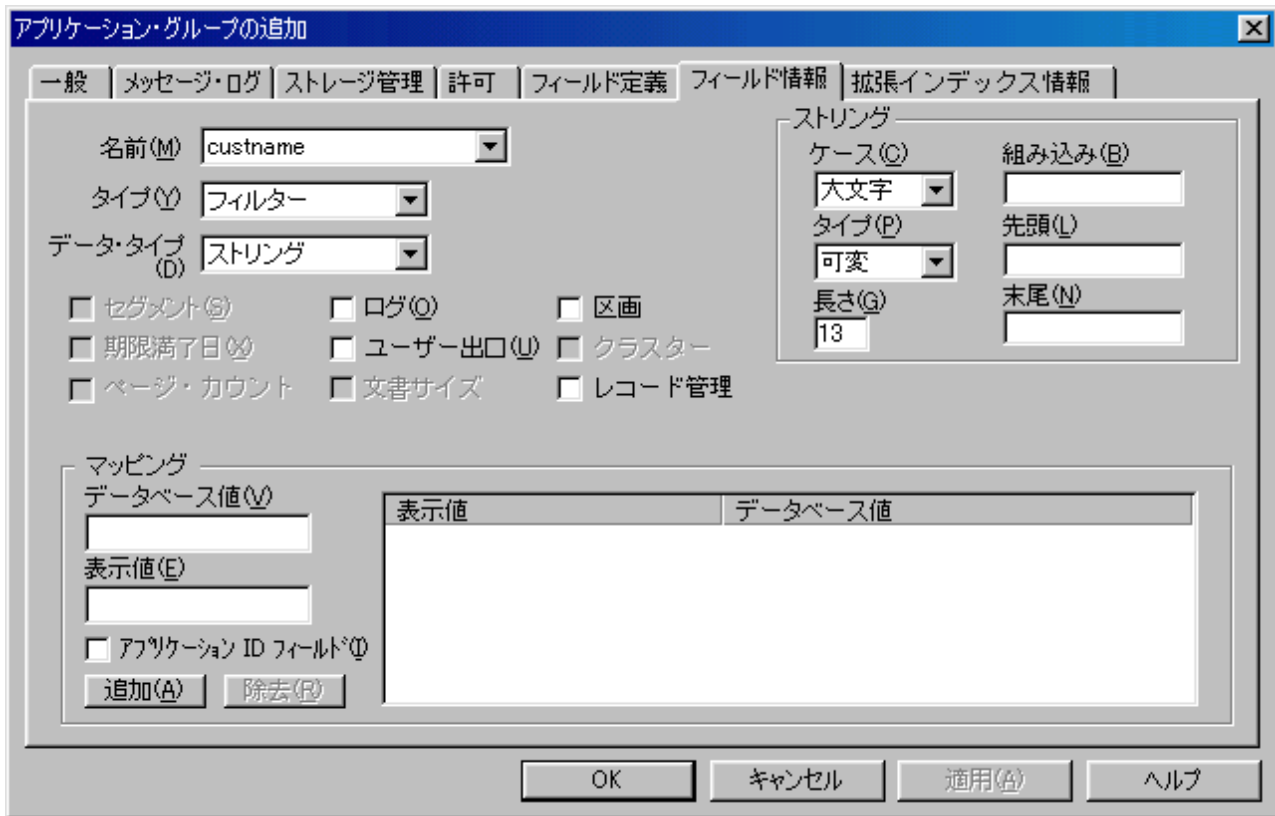 アプリケーション・グループの追加
一般 メッセージ・ログ ストレージ管理 許可 フィールド定義 フィールド情報 拡張インデックス情報
名前(M) custname
タイプ(Y) フィルター
データ・タイプ(D) ストリング
セグメント(S) ログ(O) 区画
期限満了日(X) ユーザー出口(U) クラスター
ページ・カウント 文書サイズ レコード管理
ストリング
ケース(C) 組み込み(B)
大文字
タイプ(P) 先頭(L)
可変
長さ(G) 末尾(N)
13
マッピング
データベース値(V)
表示値(E)
アプリケーション ID フィールド(I)
追加(A) 除去(R)
表示値 データベース値
OK キャンセル 適用(A) ヘルプ